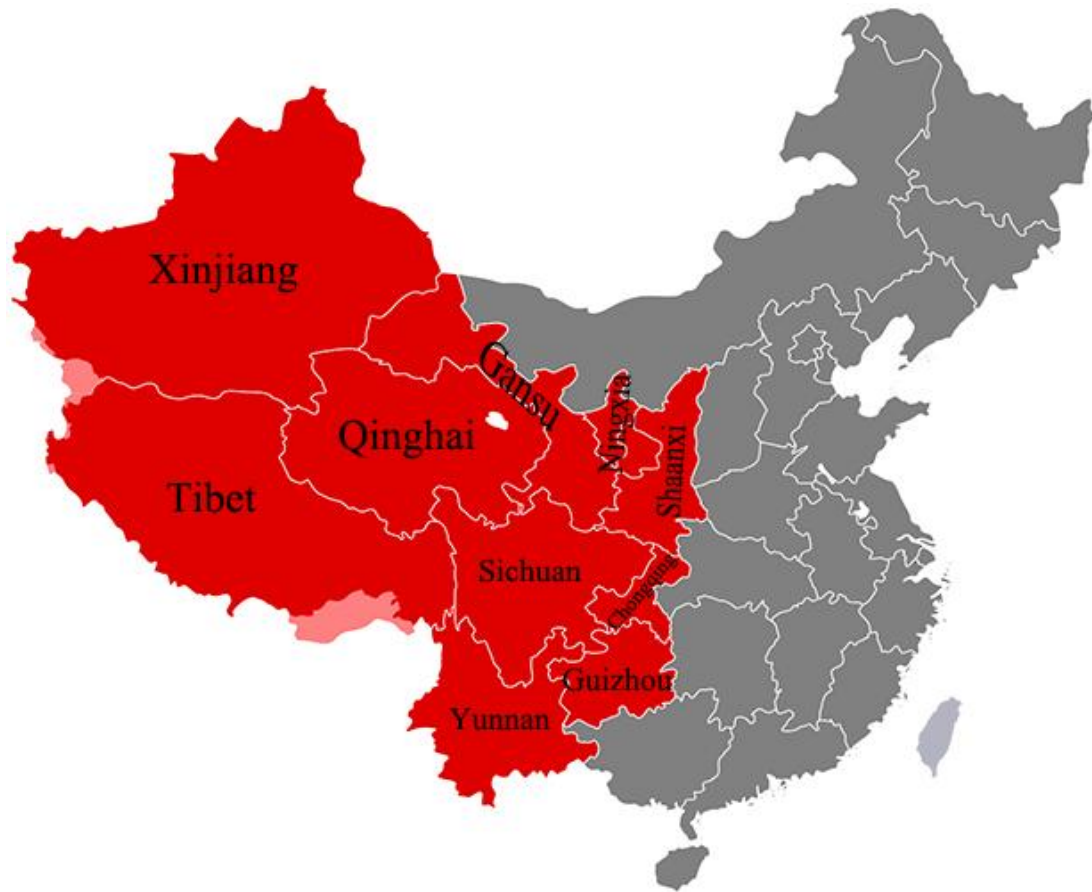 Xinjiang
Gansu
Ningxia
Qinghai
Shaanxi
Tibet
Sichuan
Chongqing
Guizhou
Yunnan